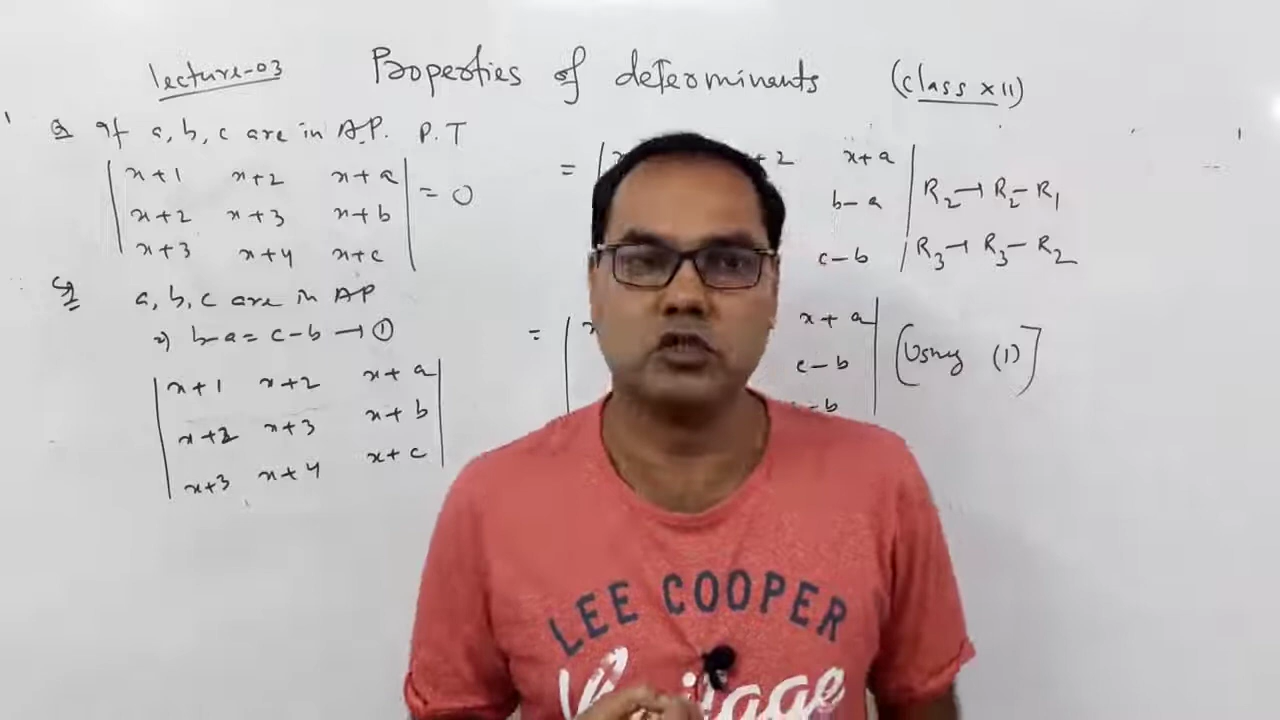 lecture-03 Properties of determinants (class XII)
Q If a, b, c are in A.P. P.T
x+1 x+2 x+a
x+2 x+3 x+b = 0
x+3 x+4 x+c
a, b, c are in AP
⇒ b-a = c-b → ①
x+1 x+2 x+a
x+2 x+3 x+b
x+3 x+4 x+c
= + 2 x+a
b-a R₂→ R₂-R₁
c-b R₃→ R₃-R₂
= x+a
c-b (Using (1))
-b
LEE COOPER